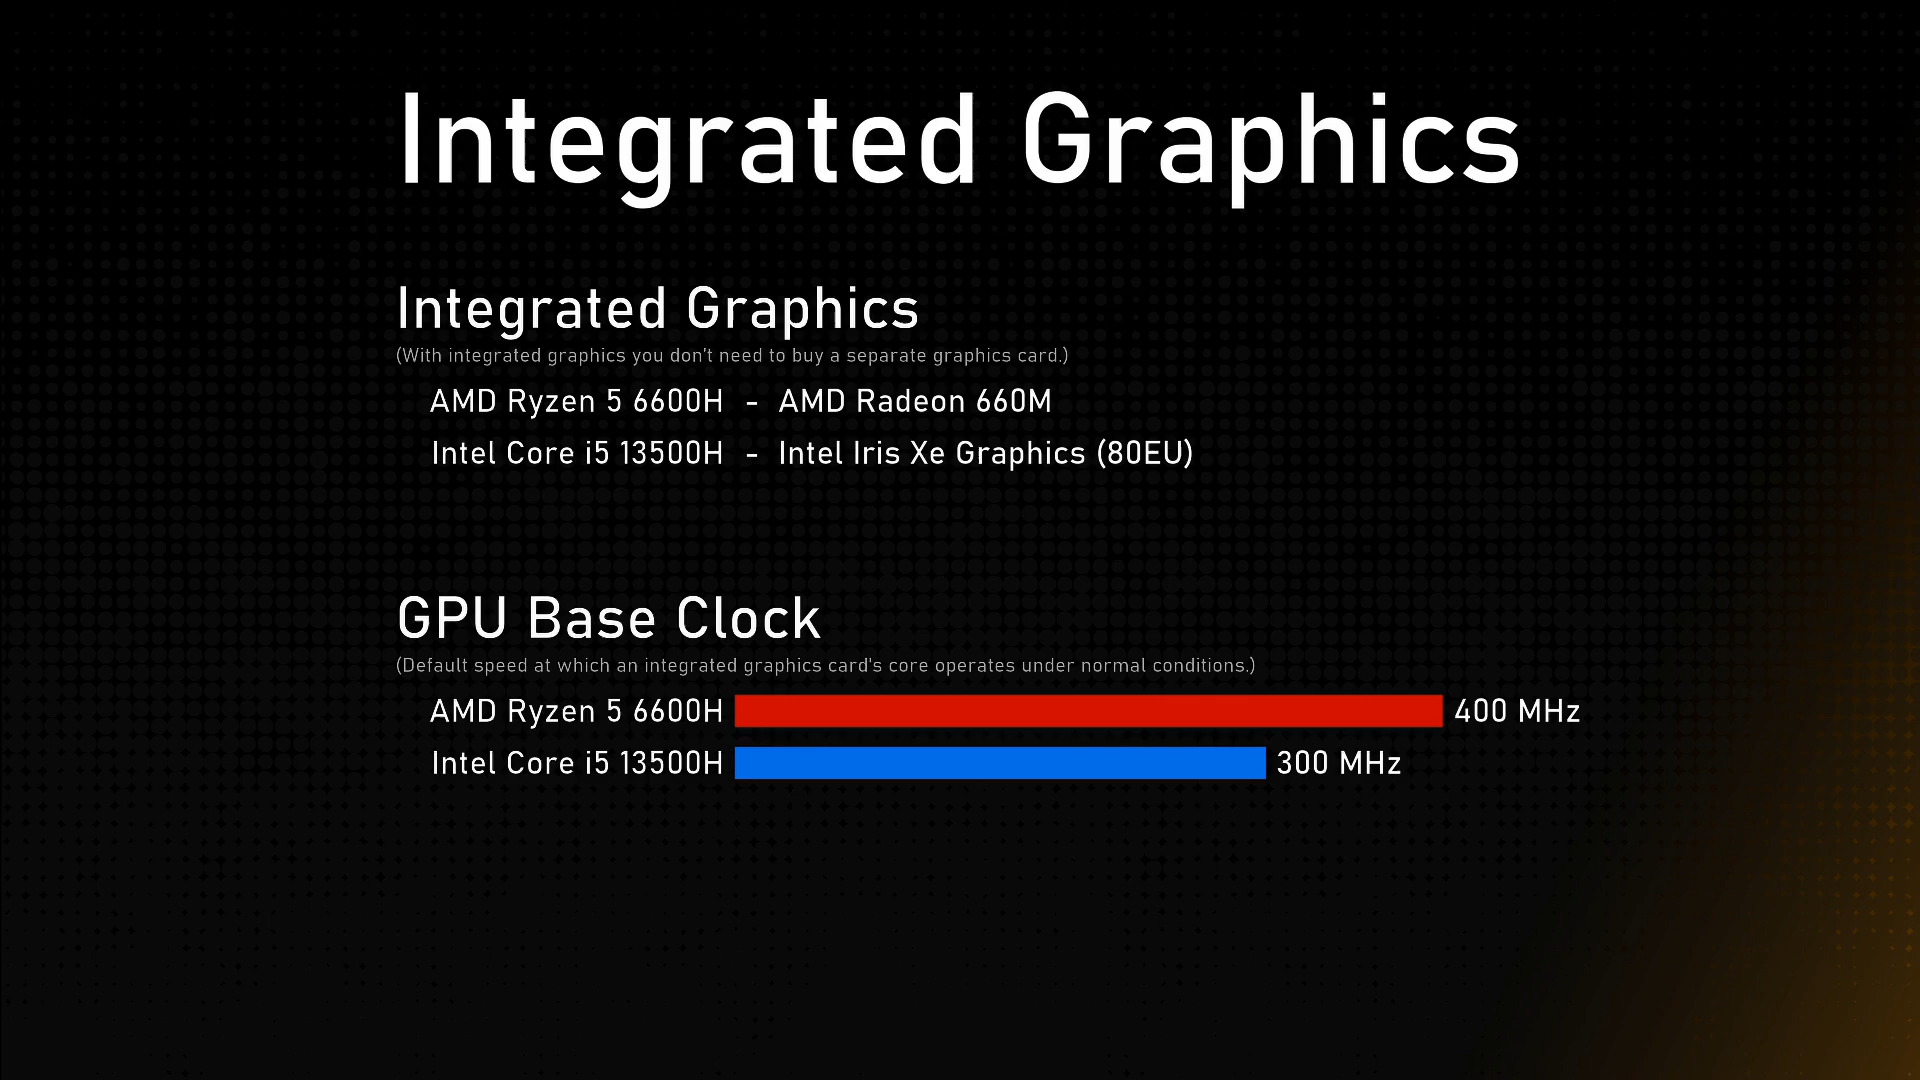 Integrated Graphics
Integrated Graphics
(With integrated graphics you don't need to buy a separate graphics card.)
AMD Ryzen 5 6600H - AMD Radeon 660M
Intel Core i5 13500H - Intel Iris Xe Graphics (80EU)
GPU Base Clock
(Default speed at which an integrated graphics card's core operates under normal conditions.)
AMD Ryzen 5 6600H 400 MHz
Intel Core i5 13500H 300 MHz